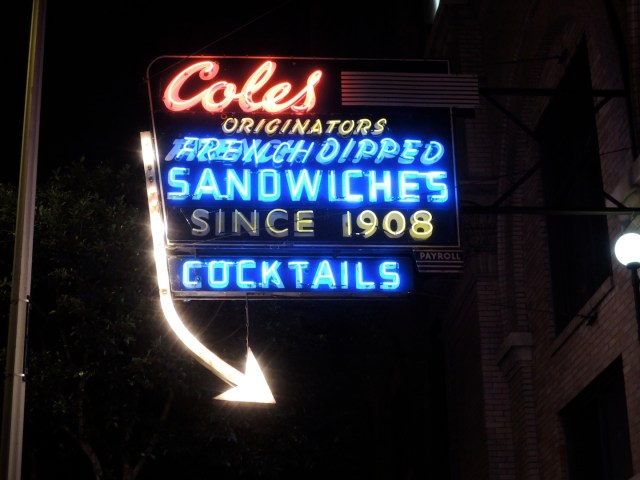 Coles
ORIGINATORS
FRENCH DIPPED
SANDWICHES
SINCE 1908
PAYROLL
COCKTAILS